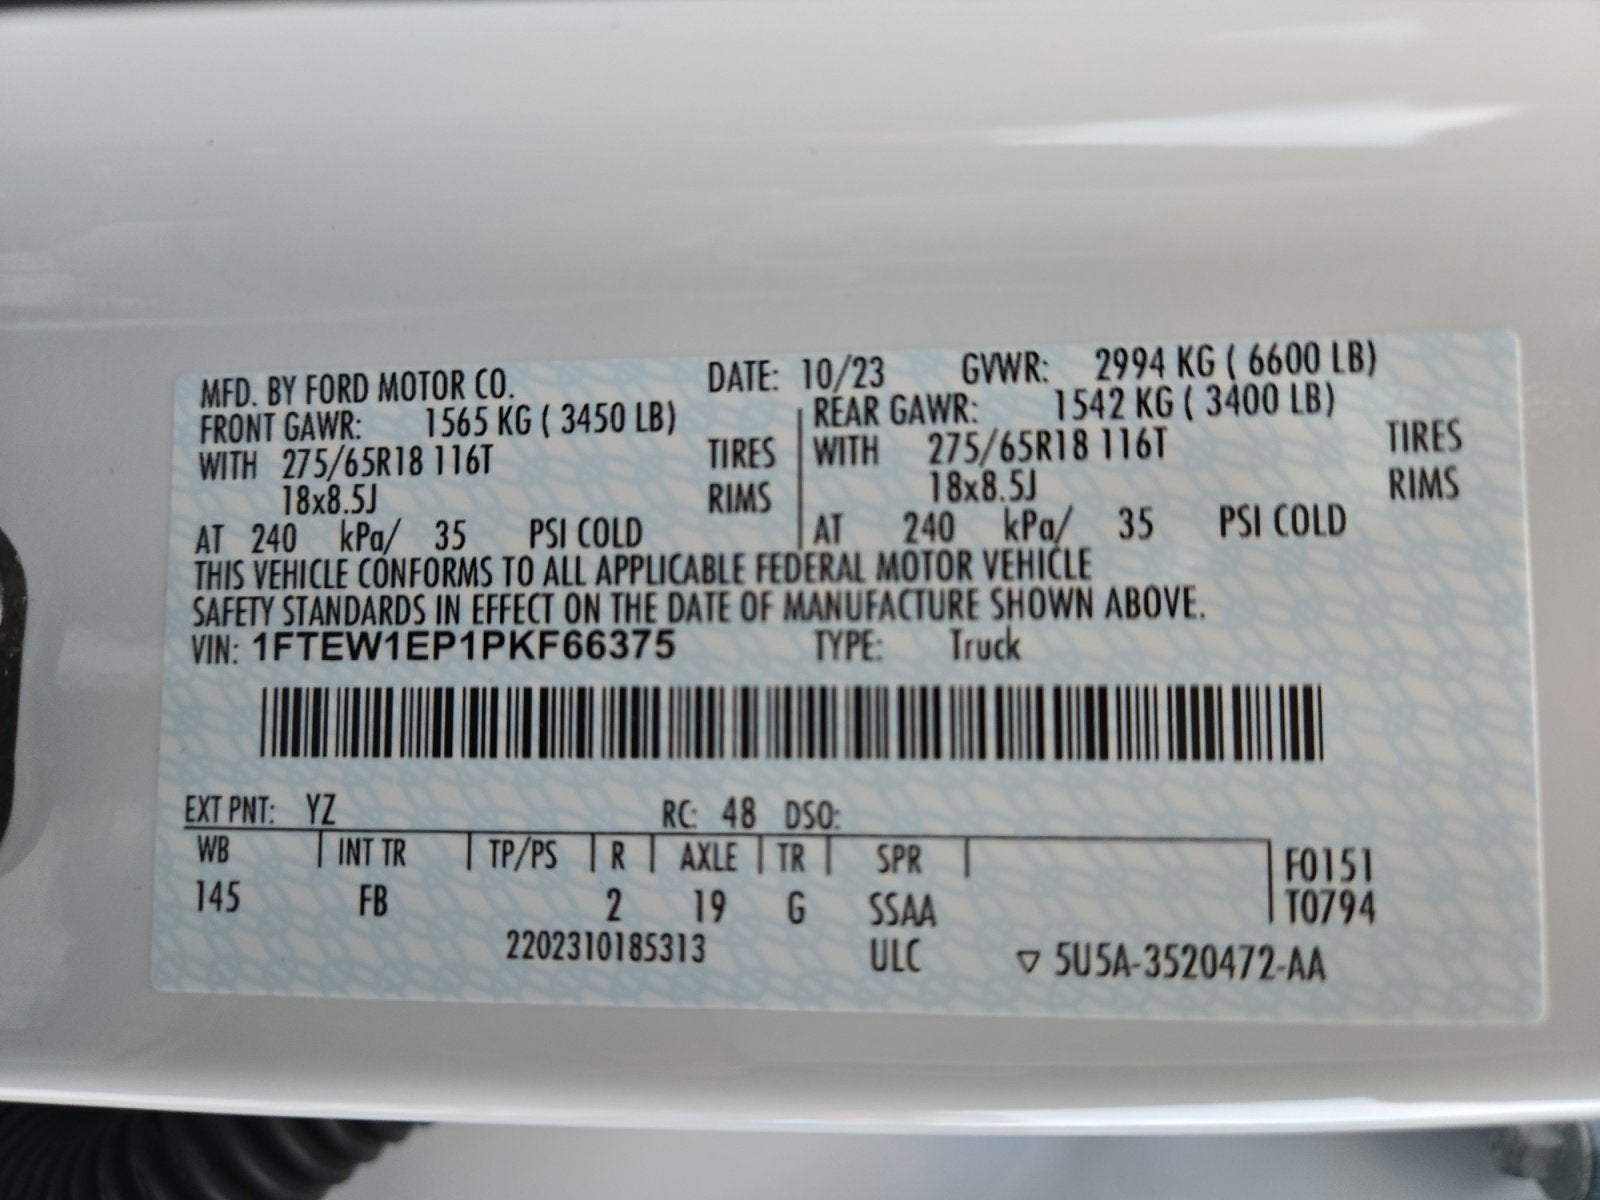 MFD. BY FORD MOTOR CO. DATE: 10/23 GVWR: 2994 KG ( 6600 LB)
FRONT GAWR: 1565 KG ( 3450 LB) REAR GAWR: 1542 KG ( 3400 LB)
WITH 275/65R18 116T TIRES WITH 275/65R18 116T TIRES
18x8.5J RIMS 18x8.5J RIMS
AT 240 kPa/ 35 PSI COLD AT 240 kPa/ 35 PSI COLD
THIS VEHICLE CONFORMS TO ALL APPLICABLE FEDERAL MOTOR VEHICLE
SAFETY STANDARDS IN EFFECT ON THE DATE OF MANUFACTURE SHOWN ABOVE.
VIN: 1FTEW1EP1PKF66375 TYPE: Truck
EXT PNT: YZ RC: 48 DSO:
WB INT TR TP/PS R AXLE TR SPR F0151
145 FB 2 19 G SSAA T0794
2202310185313 ULC ▽ 5U5A-3520472-AA